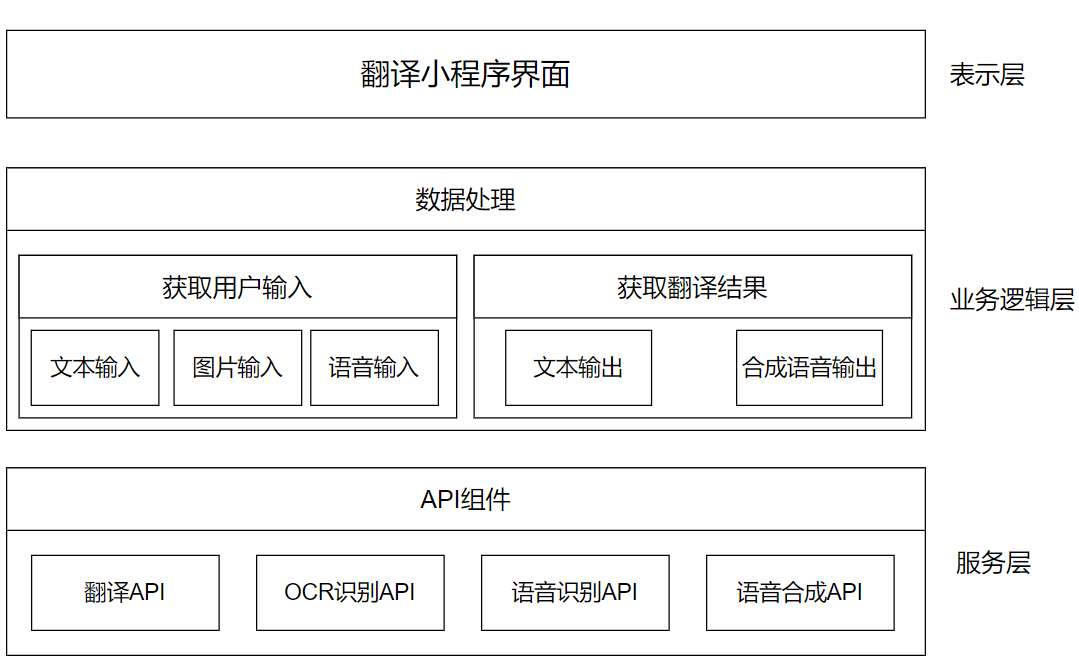 翻译小程序界面
表示层
数据处理
获取用户输入
获取翻译结果
业务逻辑层
文本输入
图片输入
语音输入
文本输出
合成语音输出
API组件
服务层
翻译API
OCR识别API
语音识别API
语音合成API